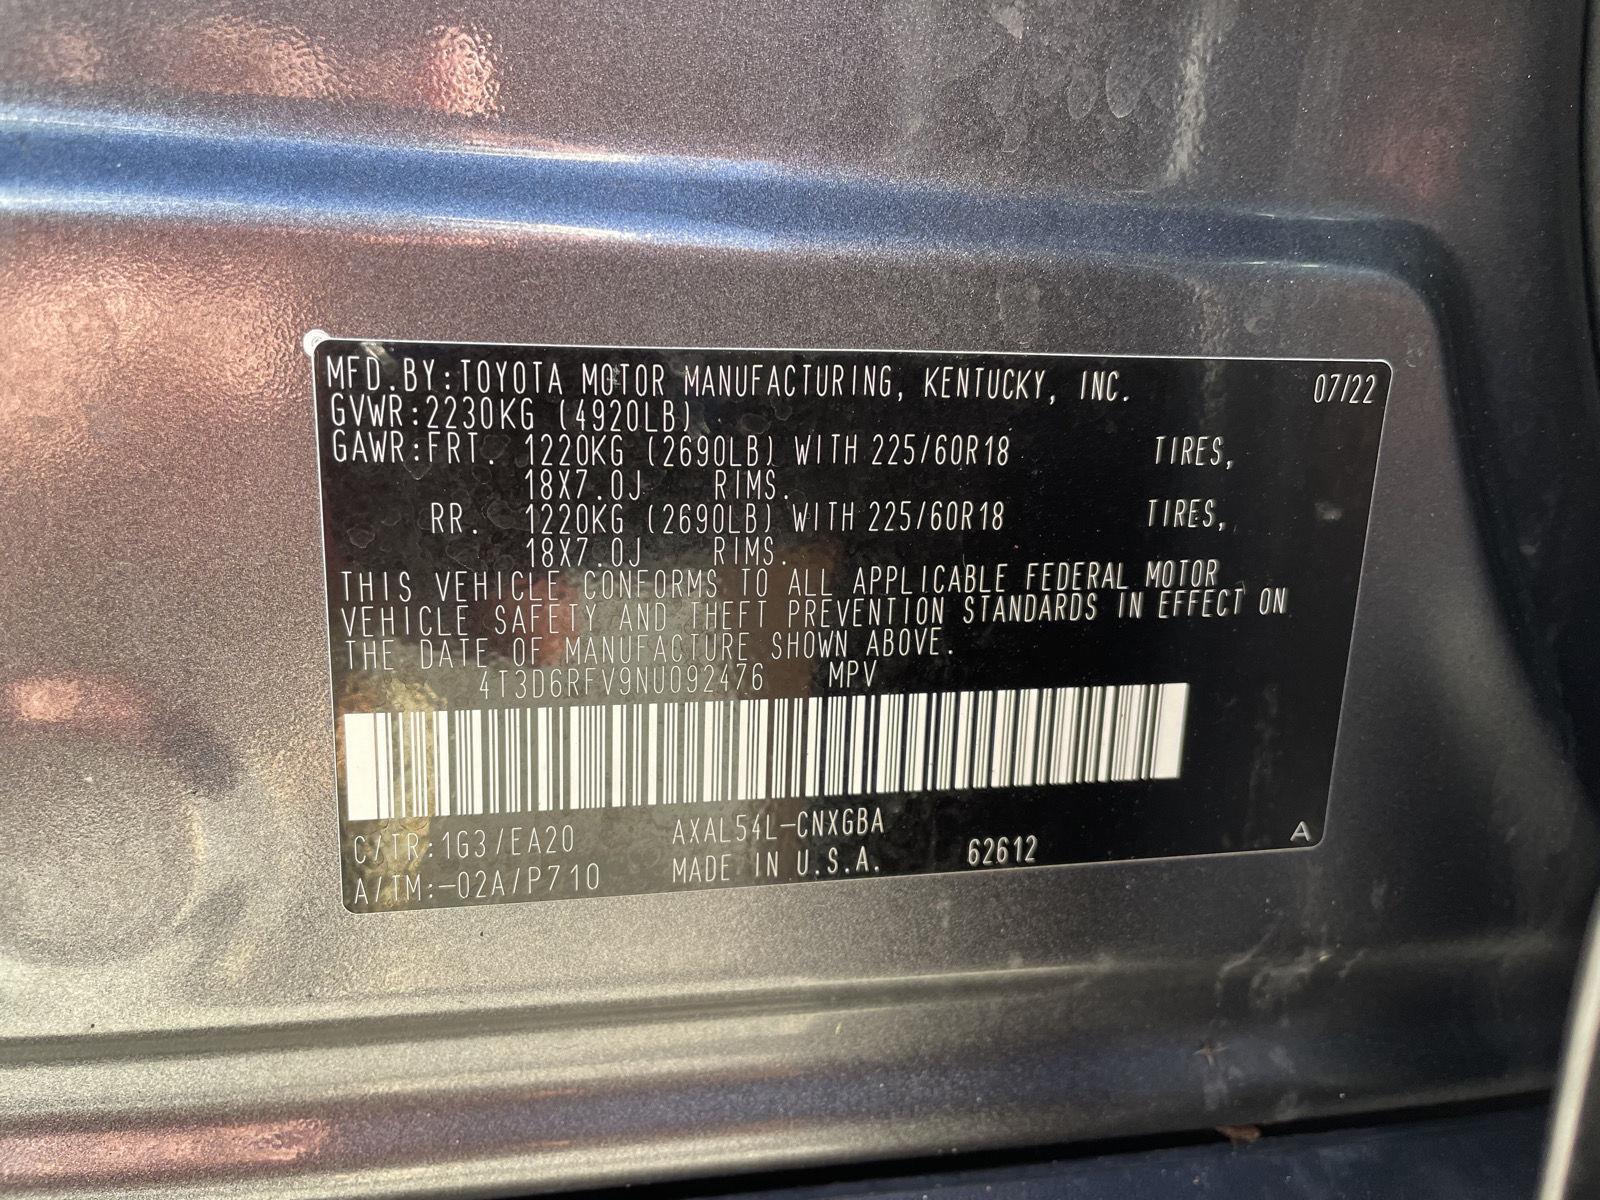 MFD.BY:TOYOTA MOTOR MANUFACTURING, KENTUCKY, INC. 07/22
GVWR:2230KG (4920LB)
GAWR:FRT. 1220KG (2690LB) WITH 225/60R18 TIRES,
18X7.0J RIMS.
RR. 1220KG (2690LB) WITH 225/60R18 TIRES,
18X7.0J RIMS.
THIS VEHICLE CONFORMS TO ALL APPLICABLE FEDERAL MOTOR
VEHICLE SAFETY AND THEFT PREVENTION STANDARDS IN EFFECT ON
THE DATE OF MANUFACTURE SHOWN ABOVE.
4T3D6RFV9NU092476 MPV
C/TR:1G3/EA20 AXAL54L-CNXGBA
A/TM:-02A/P710 MADE IN U.S.A. 62612 A